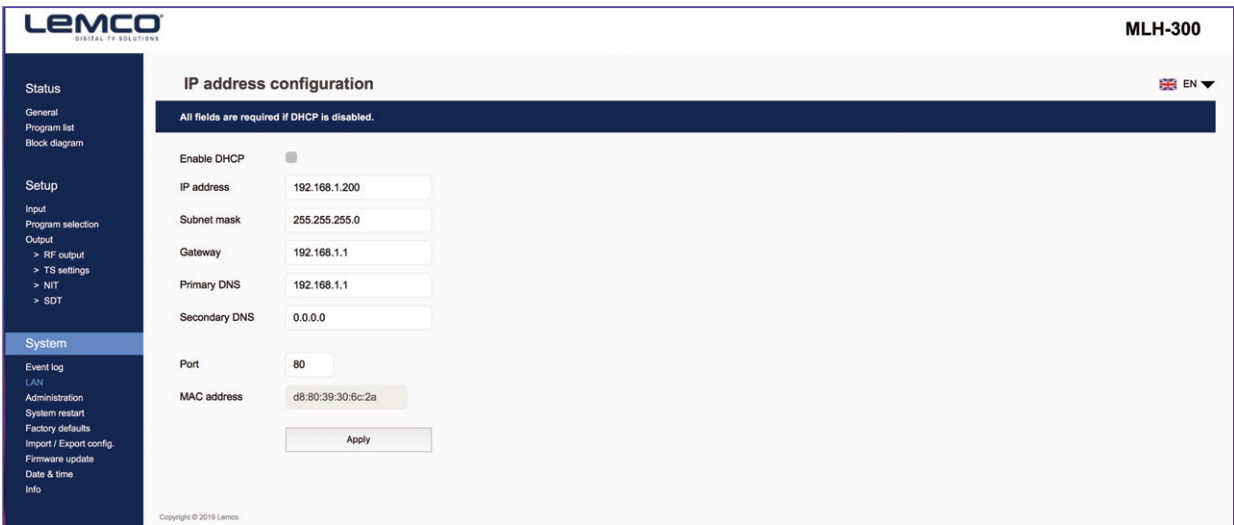 LEMCO
DIGITAL TV SOLUTIONS
MLH-300
Status
General
Program list
Block diagram
Setup
Input
Program selection
Output
> RF output
> TS settings
> NIT
> SDT
System
Event log
LAN
Administration
System restart
Factory defaults
Import / Export config.
Firmware update
Date & time
Info
IP address configuration
EN
All fields are required if DHCP is disabled.
Enable DHCP
IP address 192.168.1.200
Subnet mask 255.255.255.0
Gateway 192.168.1.1
Primary DNS 192.168.1.1
Secondary DNS 0.0.0.0
Port 80
MAC address d8:80:39:30:6c:2a
Apply
Copyright © 2019 Lemco